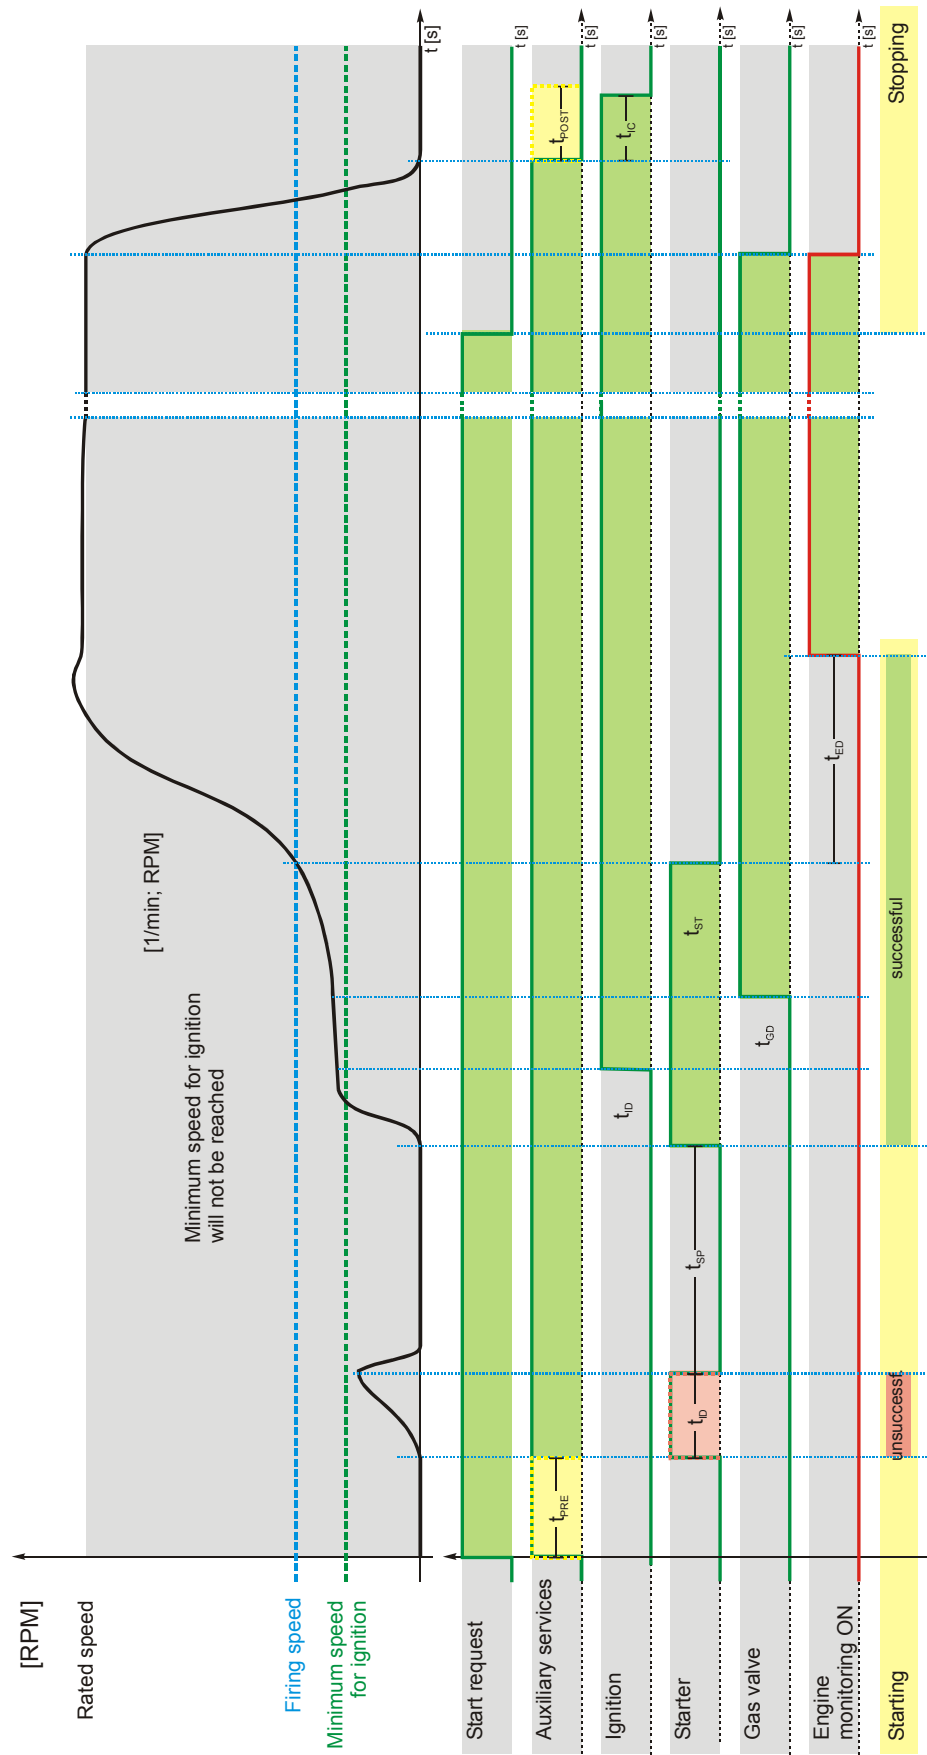 [RPM]
Rated speed
Firing speed
Minimum speed
for ignition
Minimum speed for ignition
will not be reached
[1/min; RPM]
t [s]
Start request
t [s]
Auxiliary services
tPRE
tPOST
t [s]
Ignition
tID
tIC
t [s]
Starter
tID
tSP
tST
t [s]
Gas valve
tGD
t [s]
Engine
monitoring ON
tED
t [s]
Starting
unsuccessf.
successful
Stopping